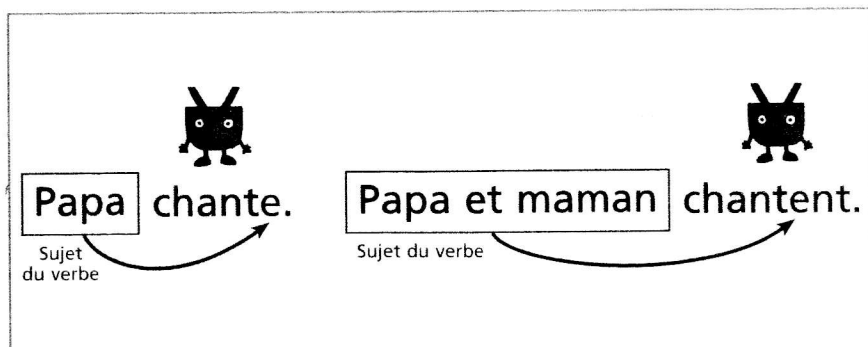 Papa chante.
Sujet
du verbe
Papa et maman chantent.
Sujet du verbe